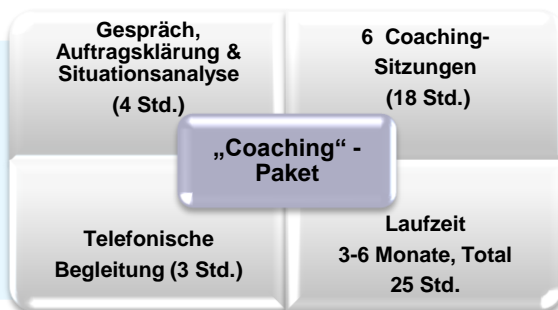 Gespräch,
Auftragsklärung &
Situationsanalyse
(4 Std.)
6 Coaching-
Sitzungen
(18 Std.)
„Coaching“ -
Paket
Telefonische
Begleitung (3 Std.)
Laufzeit
3-6 Monate, Total
25 Std.